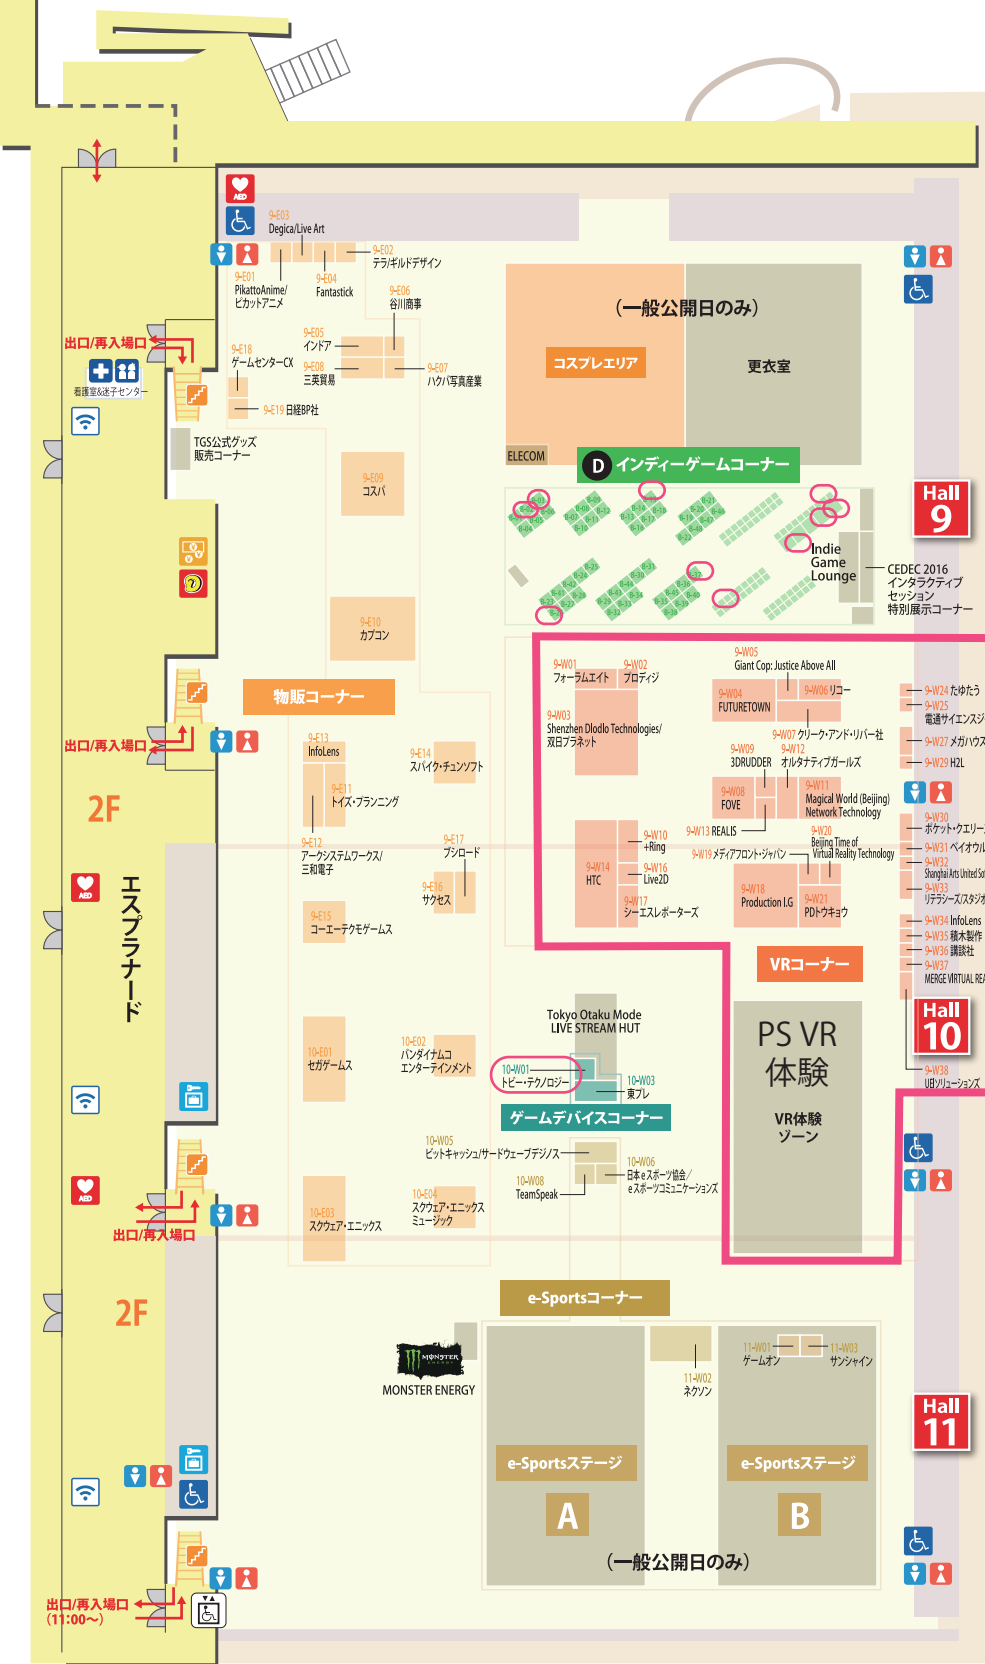 AED
9-E03
Degica/Live Art
9-E02
テラ/ギルドデザイン
9-E01
PikattoAnime/
ピカットアニメ
9-E04
Fantastick
9-E06
谷川商事
9-E05
インドア
9-E08
三英貿易
9-E07
ハクバ写真産業
9-E18
ゲームセンターCX
9-E19 日経BP社
出口/再入場口
看護室&迷子センター
TGS公式グッズ
販売コーナー
(一般公開日のみ)
コスプレエリア
更衣室
ELECOM
D インディーゲームコーナー
Hall
9
9-E09
コスパ
Indie
Game
Lounge
CEDEC 2016
インタラクティブ
セッション
特別展示コーナー
9-E10
カプコン
物販コーナー
出口/再入場口
2F
9-E13
InfoLens
9-E14
スパイク・チュンソフト
9-E11
トイズ・プランニング
9-E12
アークシステムワークス/
三和電子
9-E17
ブシロード
9-E16
サクセス
9-E15
コーエーテクモゲームス
AED
エスプラナード
9-W01
フォーラムエイト
9-W02
プロディジ
9-W03
Shenzhen Dlodlo Technologies/
双日プラネット
9-W05
Giant Cop: Justice Above All
9-W04
FUTURETOWN
9-W06 リコー
9-W07 クリーク・アンド・リバー社
9-W09
3DRUDDER
9-W12
オルタナティブガールズ
9-W08
FOVE
9-W11
Magical World (Beijing)
Network Technology
9-W13 REALIS
9-W20
Beijing Time of
Virtual Reality Technology
9-W19 メディアフロント・ジャパン
9-W10
+Ring
9-W14
HTC
9-W16
Live2D
9-W17
シーエスレポーターズ
9-W18
Production I.G
9-W21
PDトウキョウ
9-W24 たゆたう
9-W25
電通サイエンスジ
9-W27 メガハウス
9-W29 H2L
9-W30
ポケット・クエリー
9-W31 ベイオウル
9-W32
Shanghai Arts United Sof
9-W33
リテラシーズ/スタジオ
9-W34 InfoLens
9-W35 積木製作
9-W36 講談社
9-W37
MERGE VIRTUAL REA
9-W38
UEIソリューションズ
VRコーナー
Hall
10
Tokyo Otaku Mode
LIVE STREAM HUT
PS VR
体験
VR体験
ゾーン
10-W01
トビー・テクノロジー
10-W03
東プレ
ゲームデバイスコーナー
10-E01
セガゲームス
10-E02
バンダイナムコ
エンターテインメント
10-W05
ビットキャッシュ/サードウェーブデジノス
10-W08
TeamSpeak
10-W06
日本eスポーツ協会/
eスポーツコミュニケーションズ
10-E03
スクウェア・エニックス
10-E04
スクウェア・エニックス
ミュージック
AED
出口/再入場口
2F
e-Sportsコーナー
MONSTER
ENERGY
MONSTER ENERGY
11-W01
ゲームオン
11-W03
サンシャイン
11-W02
ネクソン
Hall
11
e-Sportsステージ
A
e-Sportsステージ
B
(一般公開日のみ)
出口/再入場口
(11:00～)